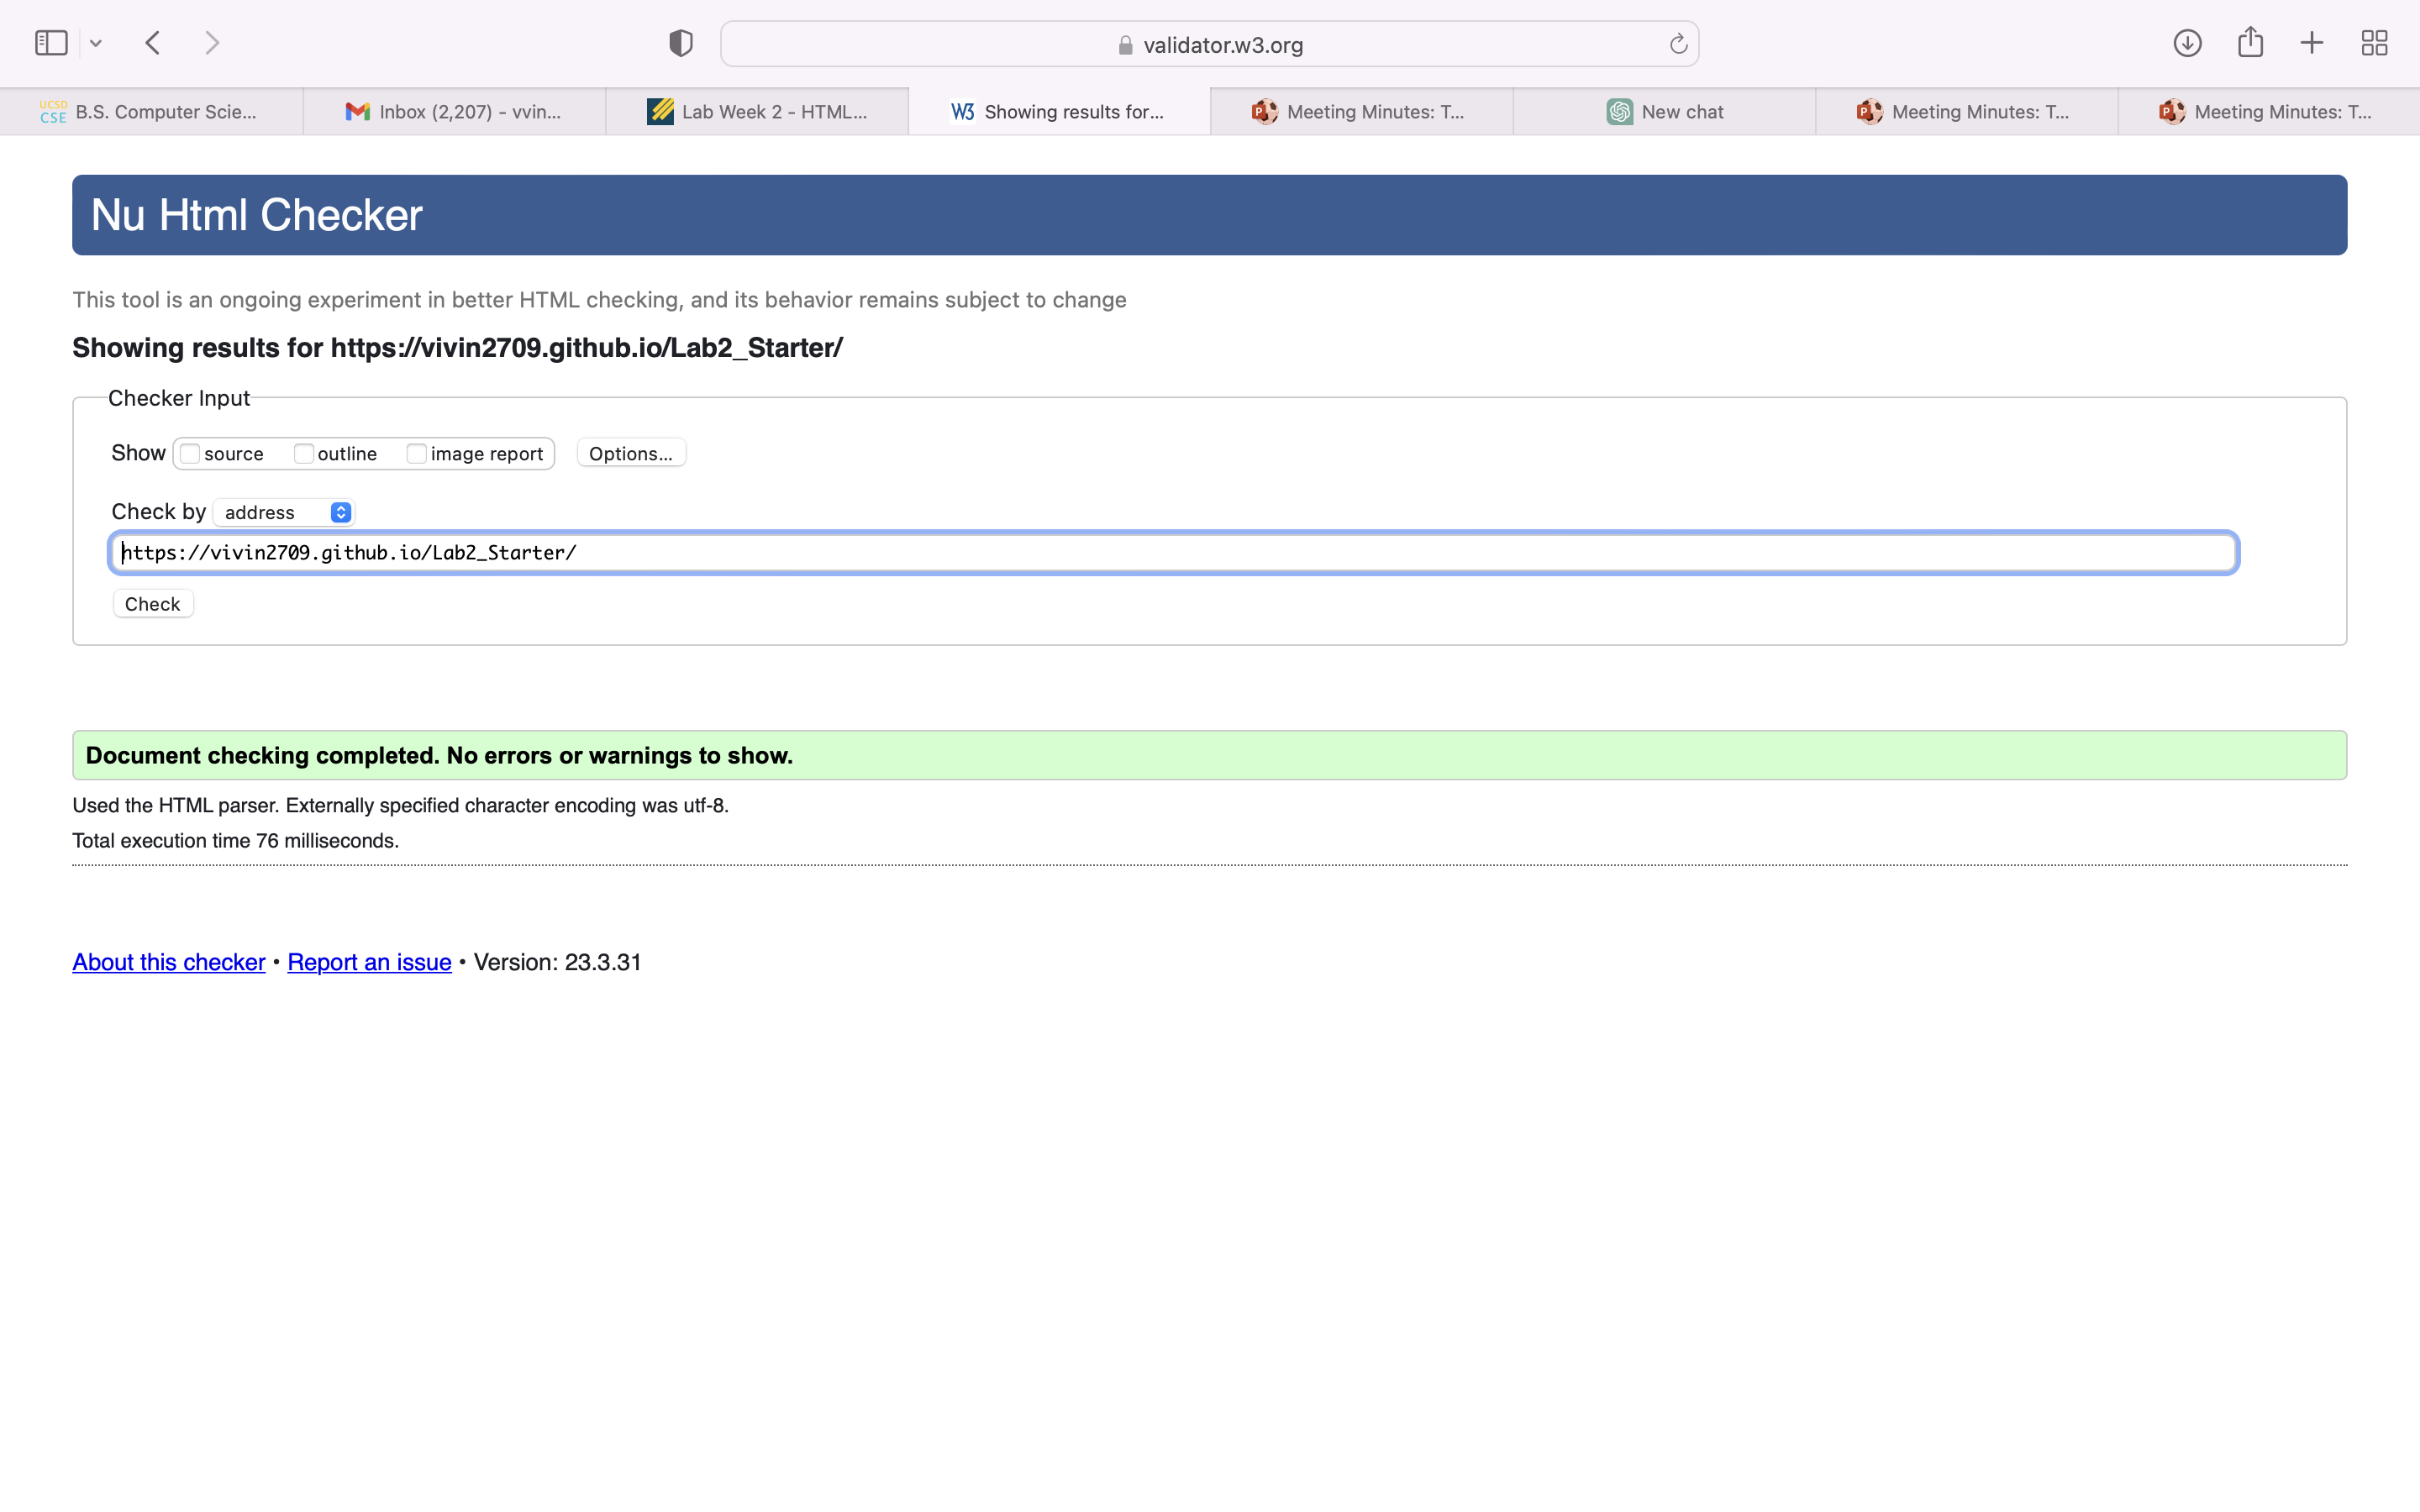 validator.w3.org
UCSD CSE B.S. Computer Scie...
Inbox (2,207) - vvin...
Lab Week 2 - HTML...
W3 Showing results for...
P Meeting Minutes: T...
New chat
P Meeting Minutes: T...
P Meeting Minutes: T...
Nu Html Checker
This tool is an ongoing experiment in better HTML checking, and its behavior remains subject to change
Showing results for https://vivin2709.github.io/Lab2_Starter/
Checker Input
Show source outline image report Options...
Check by address
https://vivin2709.github.io/Lab2_Starter/
Check
Document checking completed. No errors or warnings to show.
Used the HTML parser. Externally specified character encoding was utf-8.
Total execution time 76 milliseconds.
About this checker • Report an issue • Version: 23.3.31